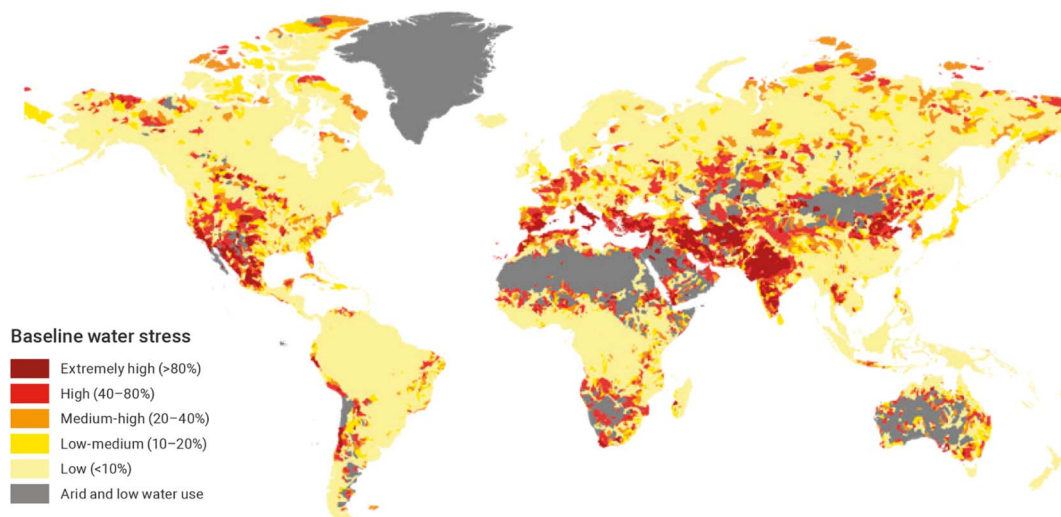 Baseline water stress
Extremely high (>80%)
High (40–80%)
Medium-high (20–40%)
Low-medium (10–20%)
Low (<10%)
Arid and low water use